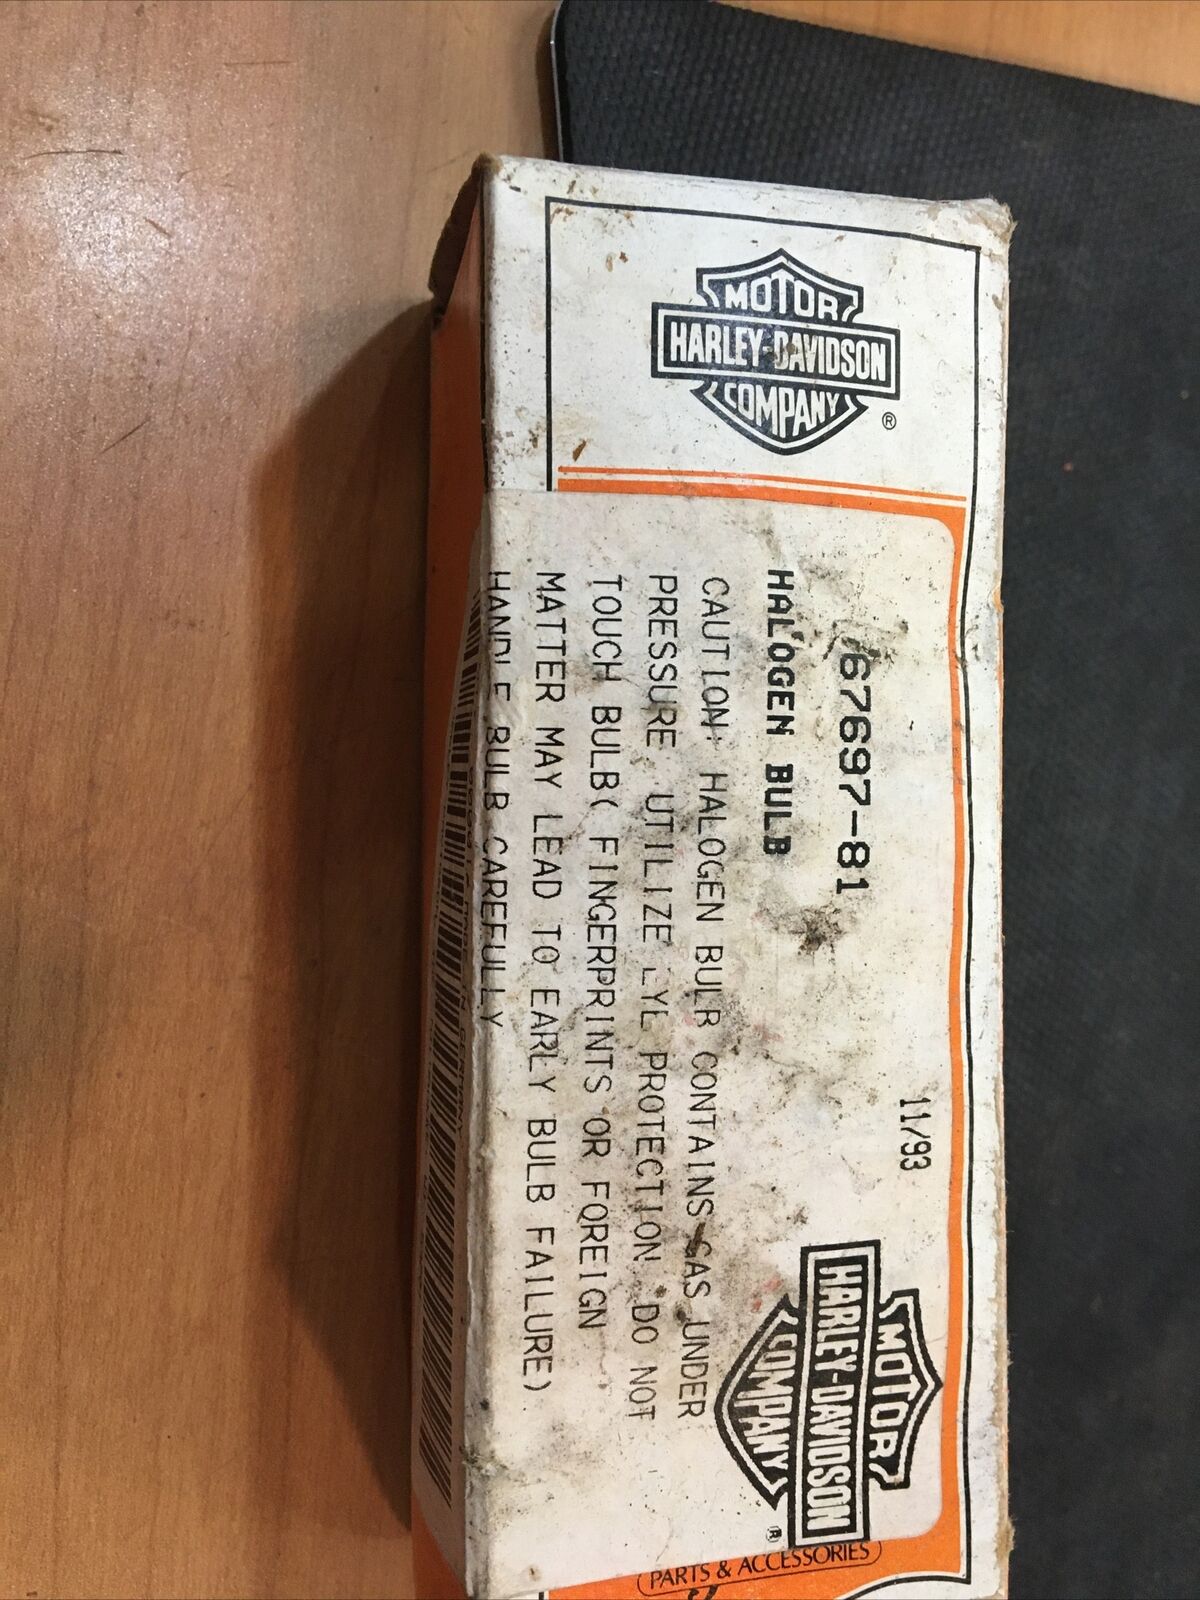 MOTOR
HARLEY-DAVIDSON
COMPANY
®
11/93
67697-81
HALOGEN BULB
CAUTION: HALOGEN BULB CONTAINS GAS UNDER
PRESSURE UTILIZE EYE PROTECTION DO NOT
TOUCH BULB( FINGERPRINTS OR FOREIGN
MATTER MAY LEAD TO EARLY BULB FAILURE)
HANDLE BULB CAREFULLY
MOTOR
HARLEY-DAVIDSON
COMPANY
®
PARTS & ACCESSORIES